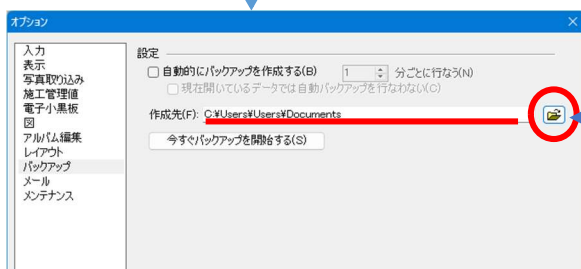 オプション
入力
表示
写真取り込み
施工管理値
電子小黒板
図
アルバム編集
レイアウト
バックアップ
メール
メンテナンス
設定
自動的にバックアップを作成する(B) 1 分ごとに行なう(N)
現在開いているデータでは自動バックアップを行なわない(C)
作成先(F): C:¥Users¥Users¥Documents
今すぐバックアップを開始する(S)